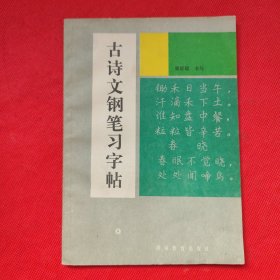 古诗文钢笔习字帖
锄禾日当午，
汗滴禾下土。
谁知盘中餐，
粒粒皆辛苦。
春晓
春眠不觉晓，
处处闻啼鸟。